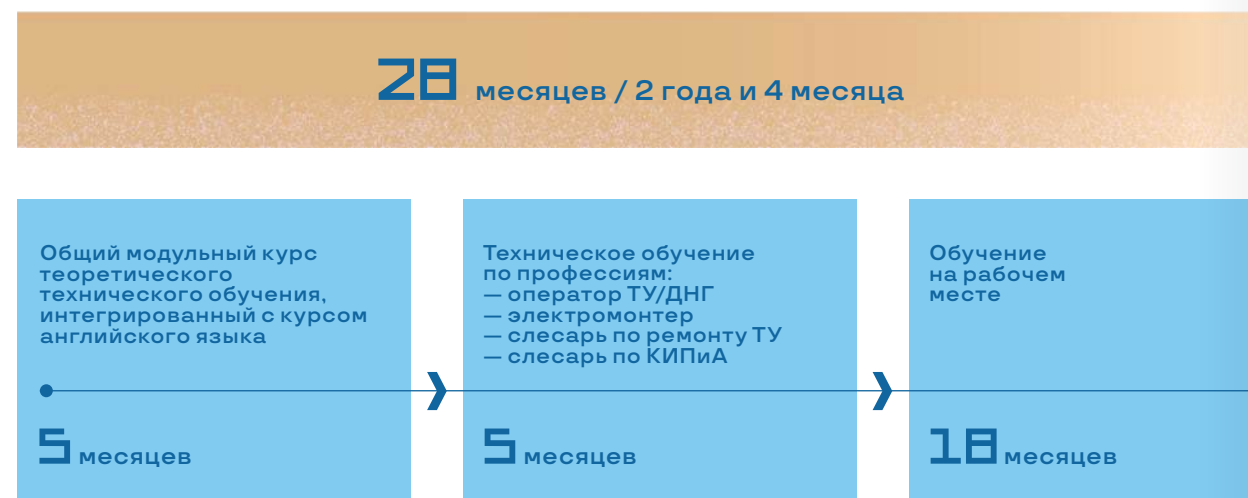 28 месяцев / 2 года и 4 месяца
Общий модульный курс
теоретического
технического обучения,
интегрированный с курсом
английского языка
5 месяцев
Техническое обучение
по профессиям:
— оператор ТУ/ДНГ
— электромонтер
— слесарь по ремонту ТУ
— слесарь по КИПиА
5 месяцев
Обучение
на рабочем
месте
18 месяцев